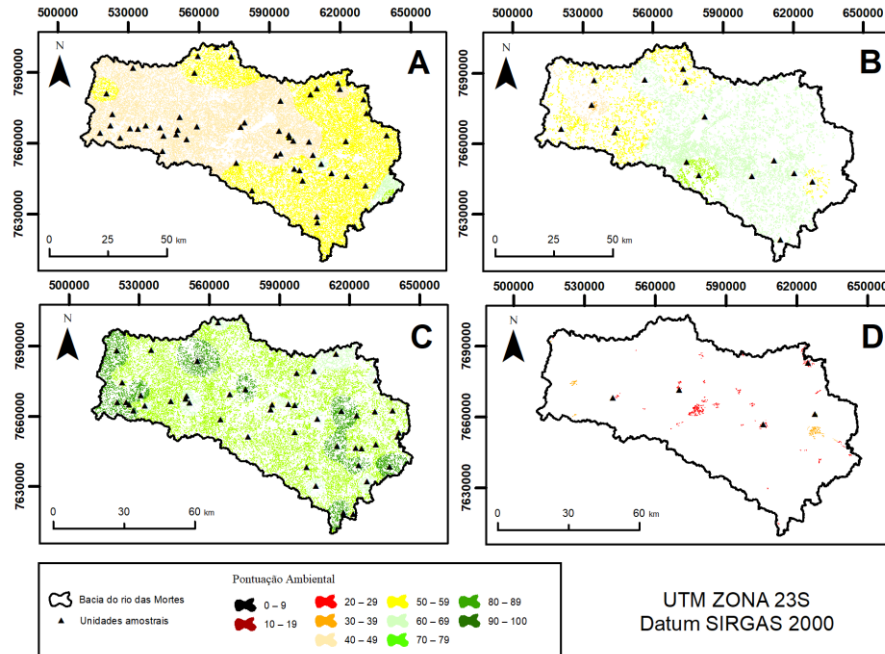 500000 530000 560000 590000 620000 650000
500000 530000 560000 590000 620000 650000
N
A
7690000
7660000
7630000
0 25 50 km
N
B
7690000
7660000
7630000
0 25 50 km
500000 530000 560000 590000 620000 650000
500000 530000 560000 590000 620000 650000
N
C
7690000
7660000
7630000
0 30 60 km
N
D
7690000
7660000
7630000
0 30 60 km
Pontuação Ambiental
Bacia do rio das Mortes
Unidades amostrais
0 – 9
10 – 19
20 – 29
30 – 39
40 – 49
50 – 59
60 – 69
70 – 79
80 – 89
90 – 100
UTM ZONA 23S
Datum SIRGAS 2000